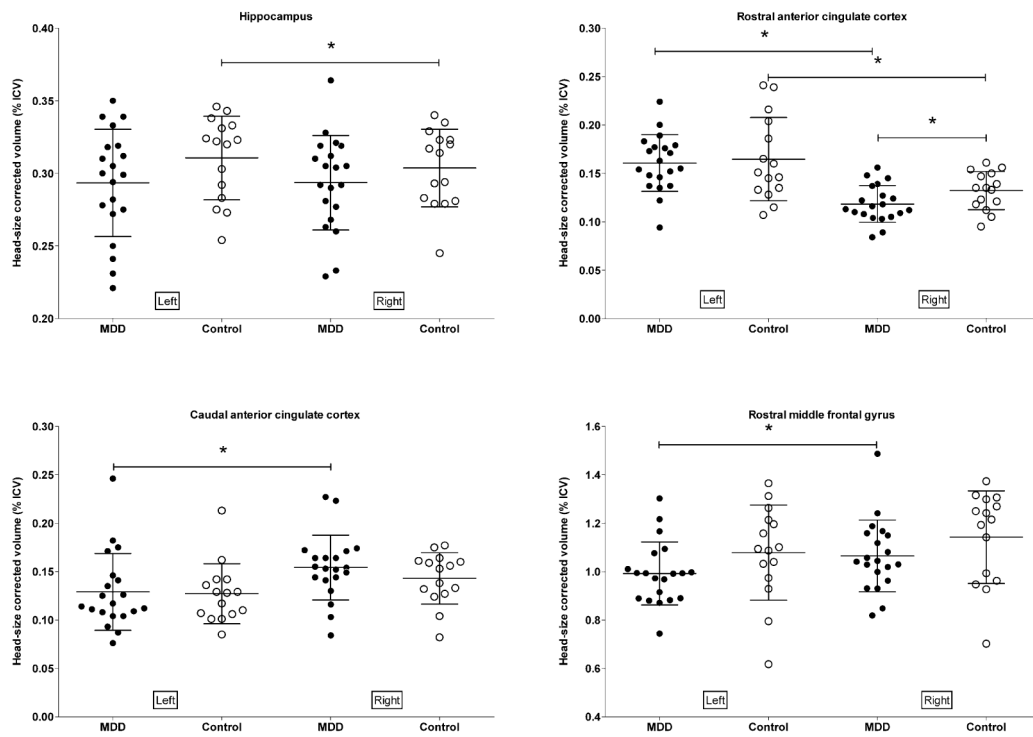 Hippocampus
Head-size corrected volume (% ICV)
0.40
0.35
0.30
0.25
0.20
*
Left
Right
MDD Control MDD Control
Rostral anterior cingulate cortex
Head-size corrected volume (% ICV)
0.30
0.25
0.20
0.15
0.10
0.05
0.00
*
*
*
Left
Right
MDD Control MDD Control
Caudal anterior cingulate cortex
Head-size corrected volume (% ICV)
0.30
0.25
0.20
0.15
0.10
0.05
0.00
*
Left
Right
MDD Control MDD Control
Rostral middle frontal gyrus
Head-size corrected volume (% ICV)
1.6
1.4
1.2
1.0
0.8
0.6
0.4
*
Left
Right
MDD Control MDD Control